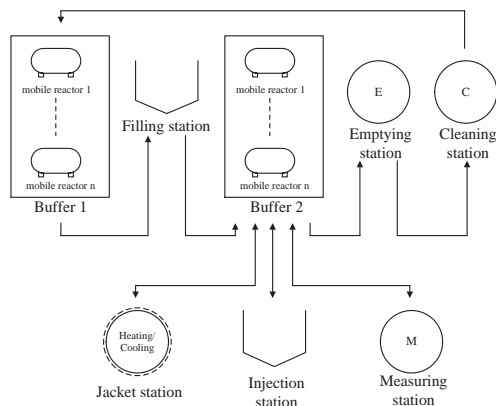 mobile reactor 1
mobile reactor n
Buffer 1
Filling station
mobile reactor 1
mobile reactor n
Buffer 2
E
Emptying
station
C
Cleaning
station
Heating/
Cooling
Jacket station
Injection
station
M
Measuring
station